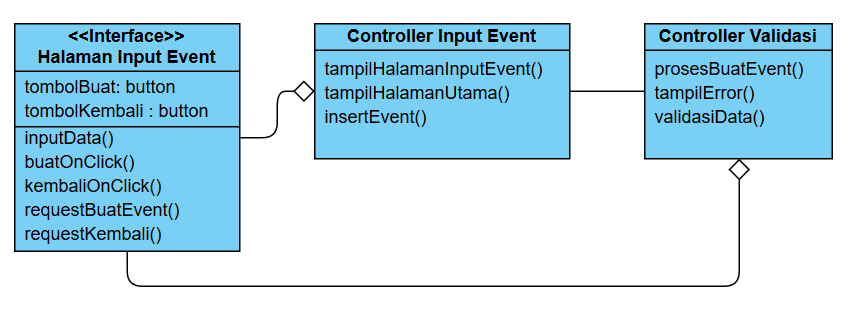 <<Interface>>
Halaman Input Event
tombolBuat: button
tombolKembali : button
inputData()
buatOnClick()
kembaliOnClick()
requestBuatEvent()
requestKembali()
Controller Input Event
tampilHalamanInputEvent()
tampilHalamanUtama()
insertEvent()
Controller Validasi
prosesBuatEvent()
tampilError()
validasiData()